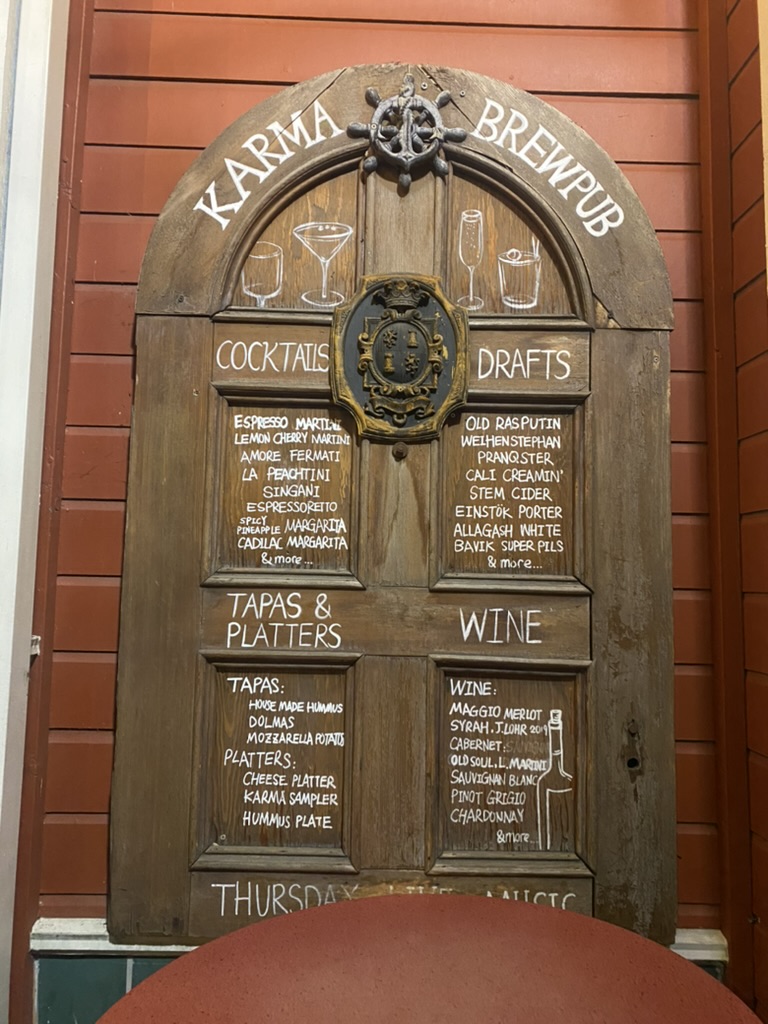 KARMA BREWPUB
COCKTAILS
ESPRESSO MARTINI
LEMON CHERRY MARTINI
AMORE FERMATI
LA PEACHTINI
SINGANI
ESPRESSORETTO
SPICY PINEAPPLE MARGARITA
CADILAC MARGARITA
& more...
DRAFTS
OLD RASPUTIN
WEIHENSTEPHAN
PRANQSTER
CALI CREAMIN'
STEM CIDER
EINSTÖK PORTER
ALLAGASH WHITE
BAVIK SUPER PILS
& more...
TAPAS &
PLATTERS
TAPAS:
HOUSE MADE HUMMUS
DOLMAS
MOZZARELLA POTATO
PLATTERS:
CHEESE PLATTER
KARMA SAMPLER
HUMMUS PLATE
WINE
WINE:
MAGGIO MERLOT
SYRAH. J.LOHR
CABERNET:
OLD SOUL, L. MARTINI
SAUVIGNAN BLANC
PINOT GRIGIO
CHARDONNAY
&more...
THURSDAY LIVE MUSIC